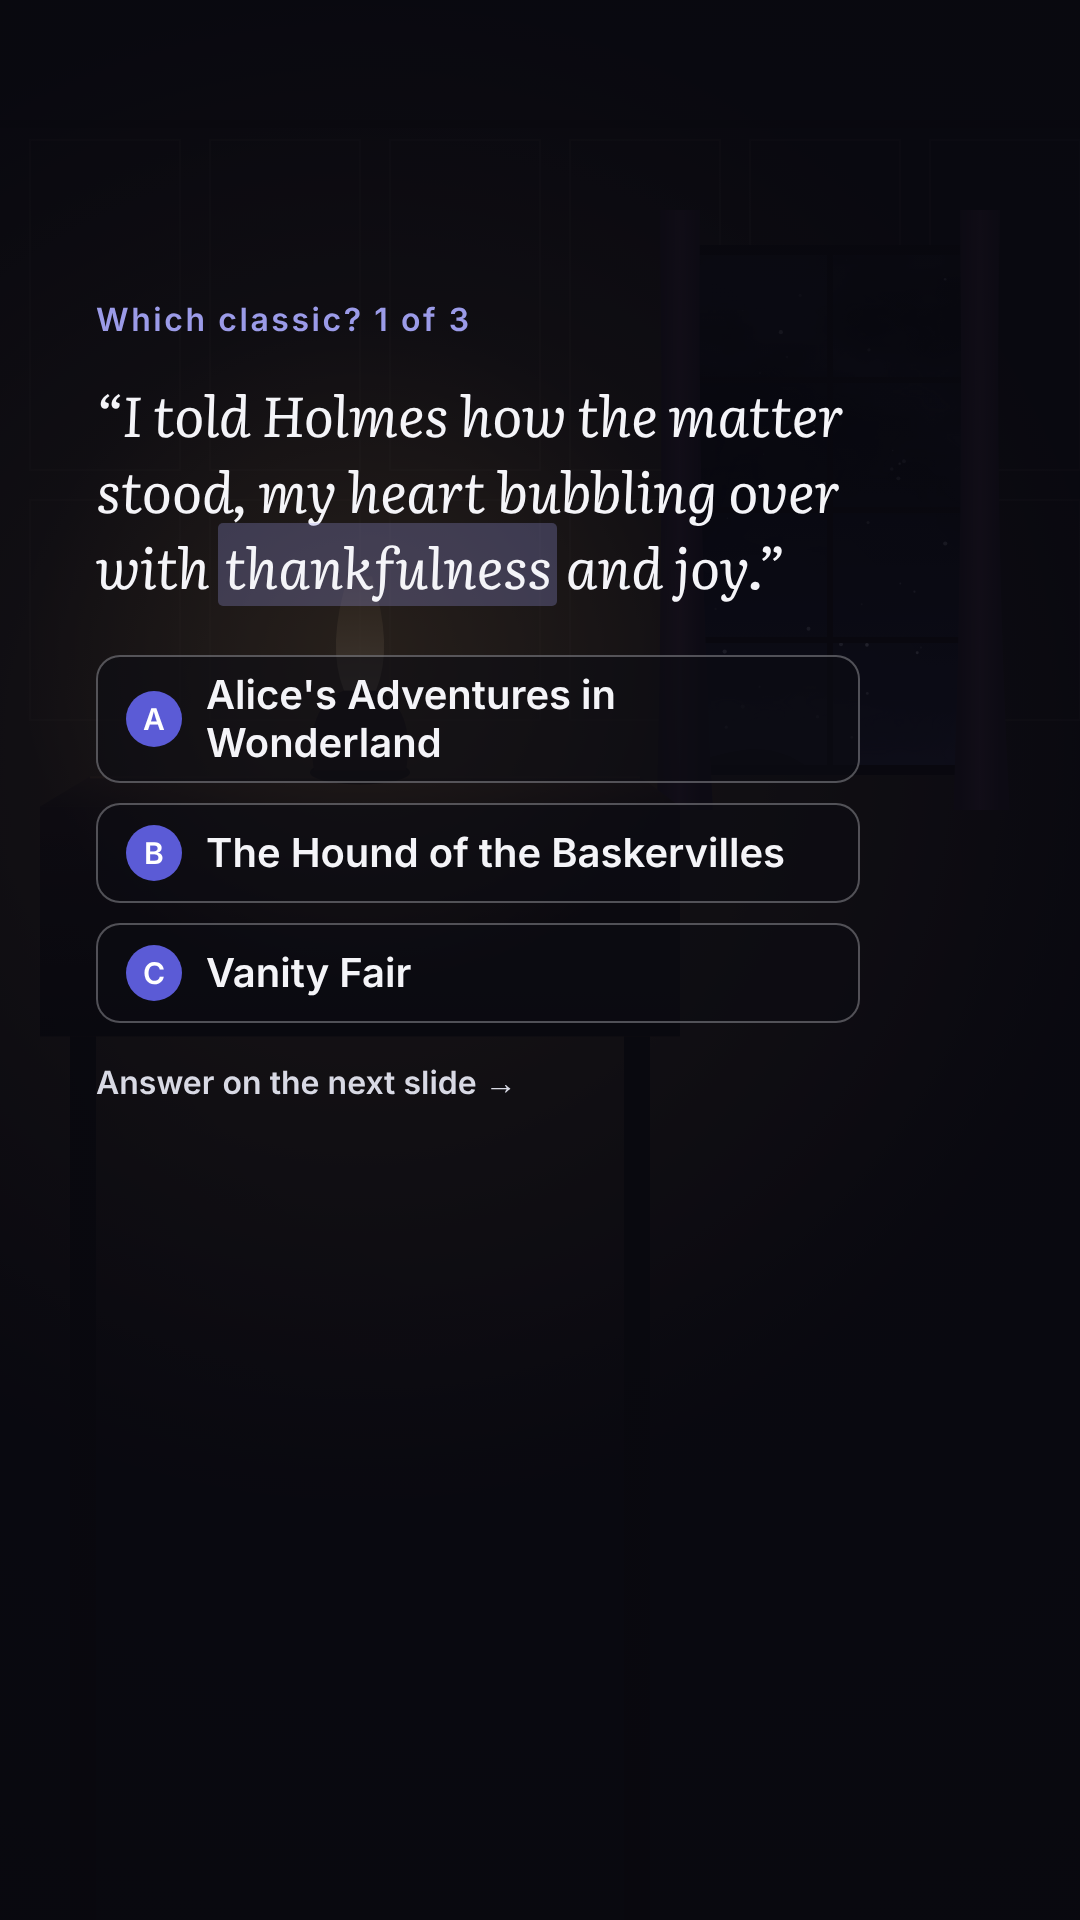 Which classic? 1 of 3
“I told Holmes how the matter
stood, my heart bubbling over
with thankfulness and joy.”
A Alice's Adventures in
Wonderland
B The Hound of the Baskervilles
C Vanity Fair
Answer on the next slide →